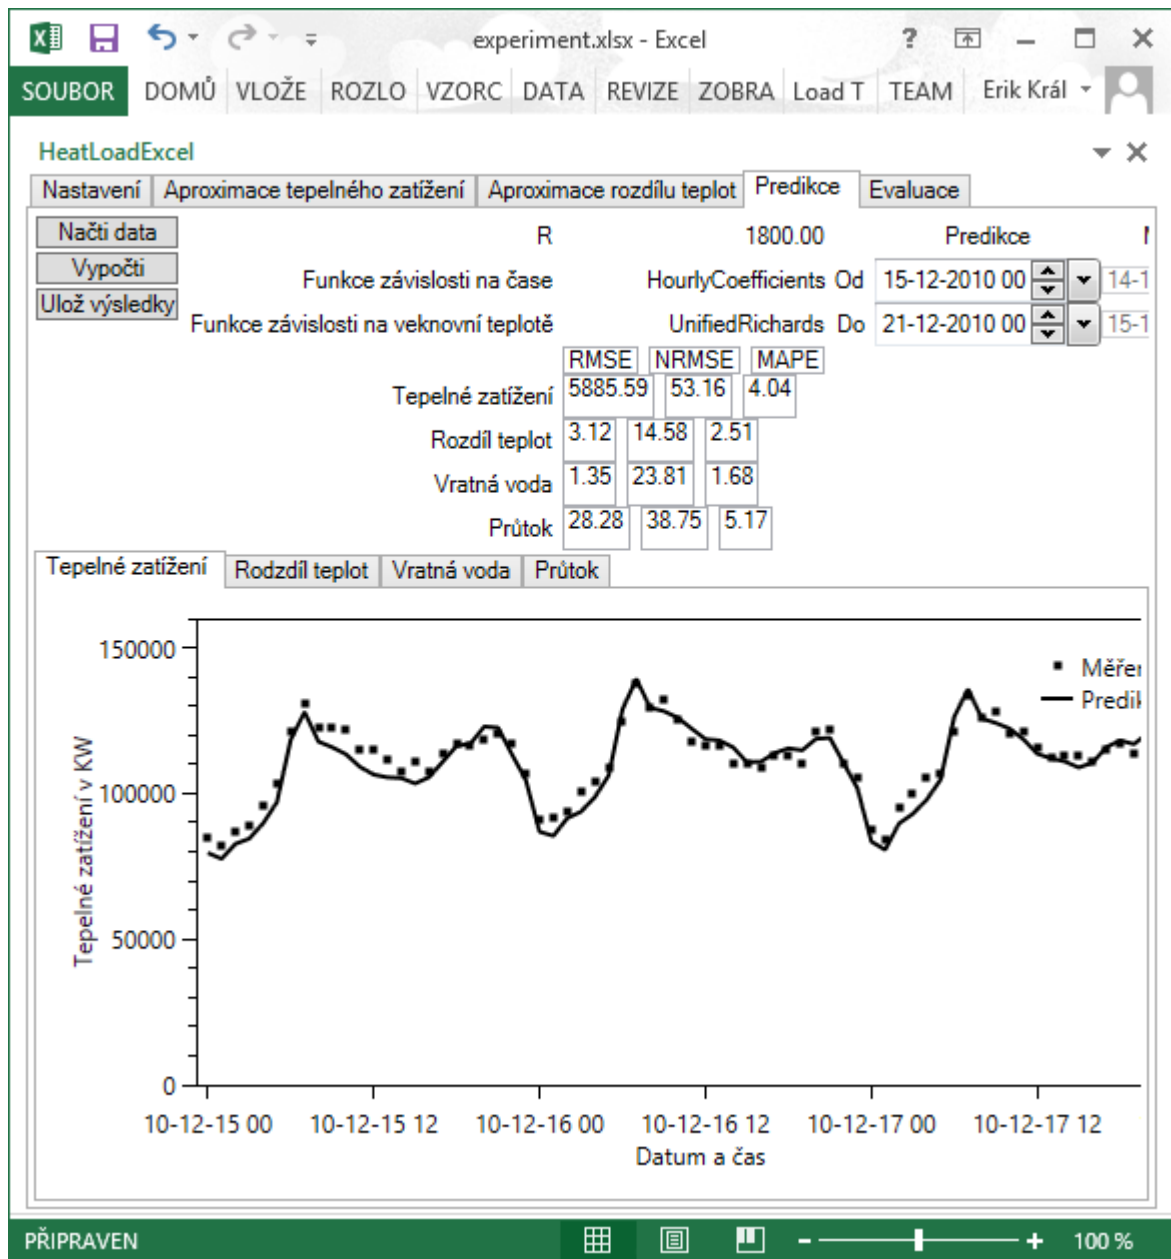 experiment.xlsx - Excel
SOUBOR DOMŮ VLOŽE ROZLO VZORC DATA REVIZE ZOBRA Load T TEAM Erik Král
HeatLoadExcel
Nastavení Aproximace tepelného zatížení Aproximace rozdílu teplot Predikce Evaluace
Načti data R 1800.00 Predikce
Vypočti Funkce závislosti na čase HourlyCoefficients Od 15-12-2010 00 14-1
Ulož výsledky Funkce závislosti na veknovní teplotě UnifiedRichards Do 21-12-2010 00 15-1
RMSE NRMSE MAPE
Tepelné zatížení 5885.59 53.16 4.04
Rozdíl teplot 3.12 14.58 2.51
Vratná voda 1.35 23.81 1.68
Průtok 28.28 38.75 5.17
Tepelné zatížení Rodzdíl teplot Vratná voda Průtok
150000
Měřen
Predik
100000
Tepelné zatížení v KW
50000
0
10-12-15 00 10-12-15 12 10-12-16 00 10-12-16 12 10-12-17 00 10-12-17 12
Datum a čas
PŘIPRAVEN 100 %